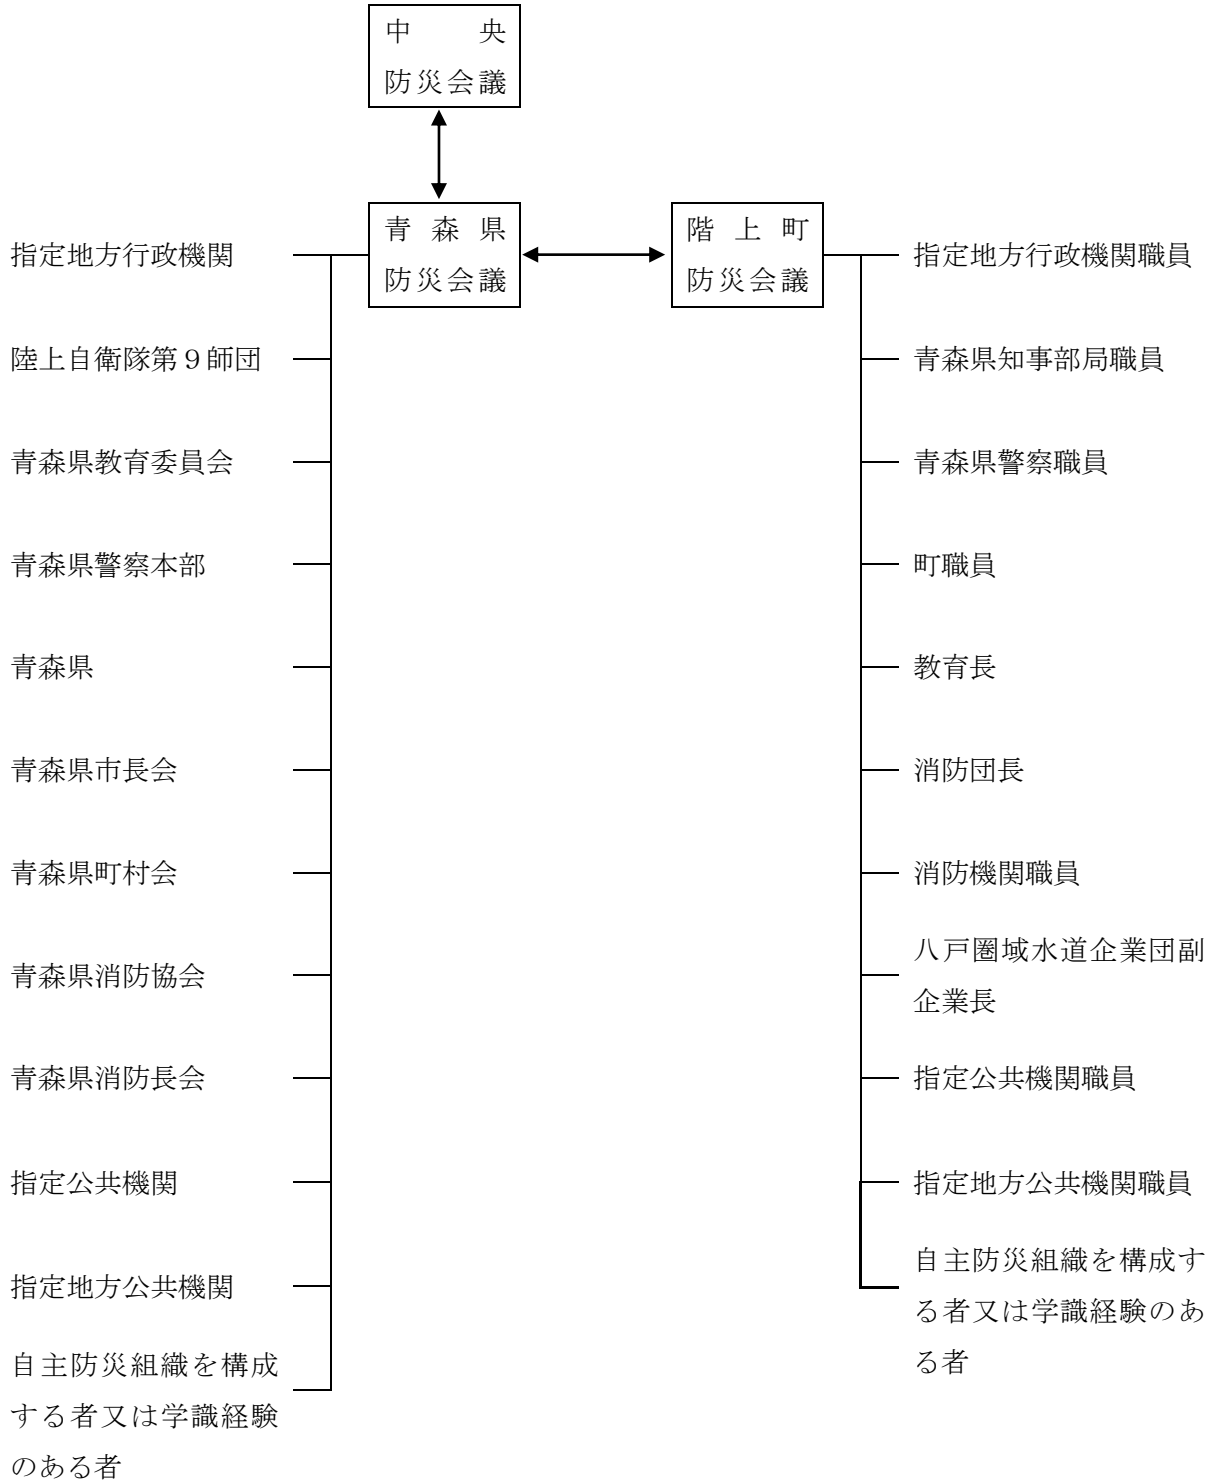 中央
防災会議
青森県
防災会議
階上町
防災会議
指定地方行政機関
陸上自衛隊第９師団
青森県教育委員会
青森県警察本部
青森県
青森県市長会
青森県町村会
青森県消防協会
青森県消防長会
指定公共機関
指定地方公共機関
自主防災組織を構成
する者又は学識経験
のある者
指定地方行政機関職員
青森県知事部局職員
青森県警察職員
町職員
教育長
消防団長
消防機関職員
八戸圏域水道企業団副
企業長
指定公共機関職員
指定地方公共機関職員
自主防災組織を構成す
る者又は学識経験のあ
る者